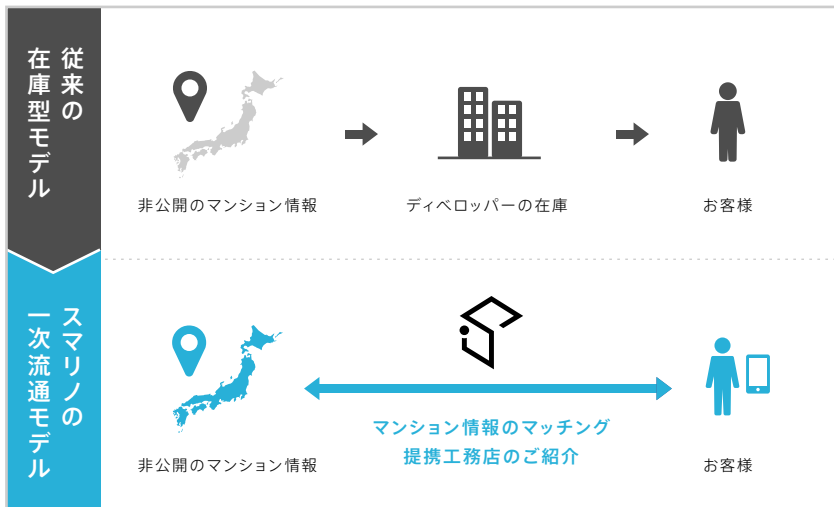 従来の
在庫型モデル
非公開のマンション情報
ディベロッパーの在庫
お客様
スマリノの
一次流通モデル
非公開のマンション情報
マンション情報のマッチング
提携工務店のご紹介
お客様